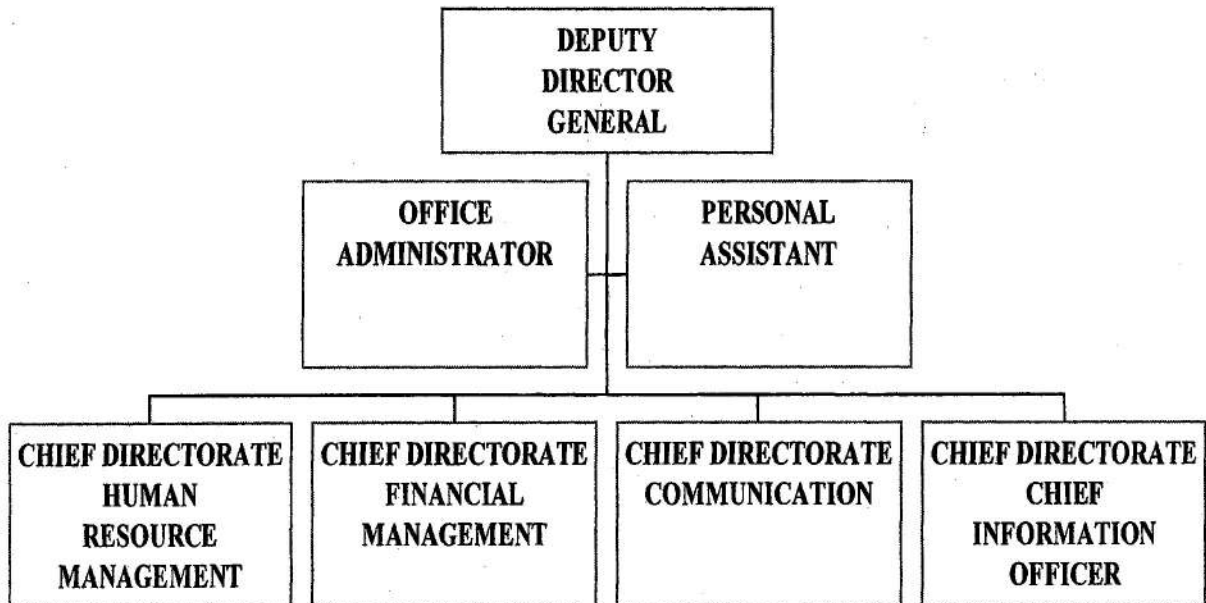 DEPUTY
DIRECTOR
GENERAL
OFFICE
ADMINISTRATOR
PERSONAL
ASSISTANT
CHIEF DIRECTORATE
HUMAN
RESOURCE
MANAGEMENT
CHIEF DIRECTORATE
FINANCIAL
MANAGEMENT
CHIEF DIRECTORATE
COMMUNICATION
CHIEF DIRECTORATE
CHIEF
INFORMATION
OFFICER